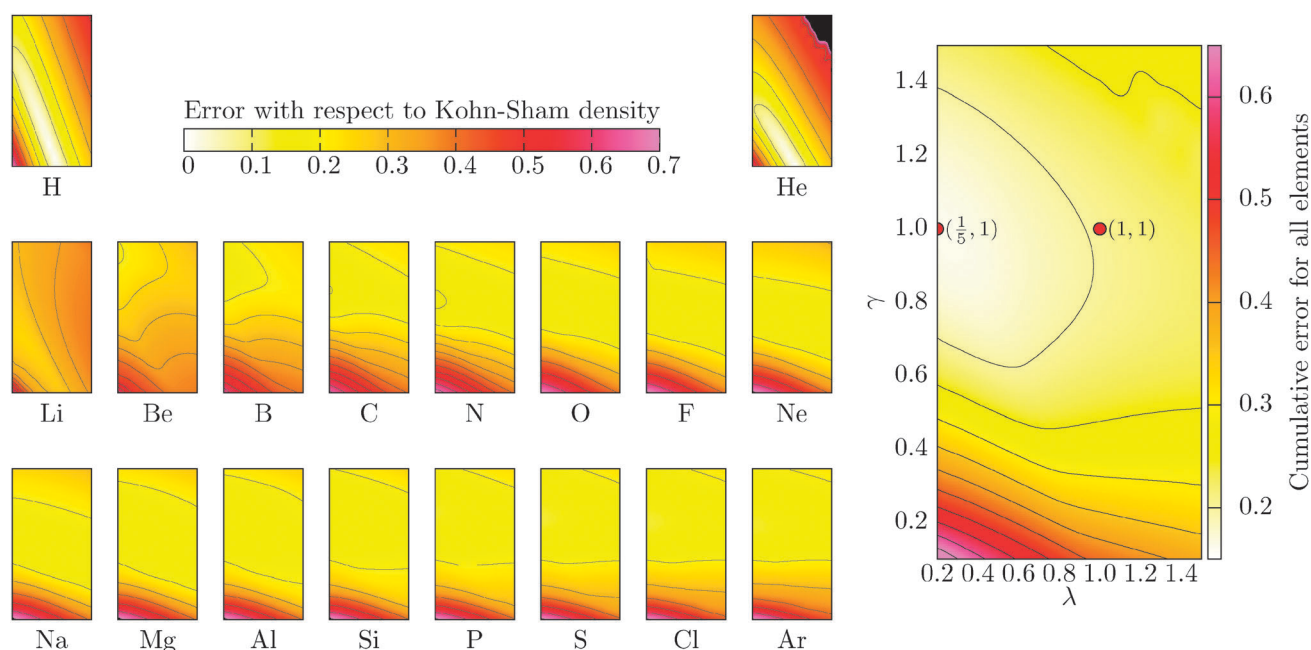 H
Error with respect to Kohn-Sham density
0 0.1 0.2 0.3 0.4 0.5 0.6 0.7
He
Li Be B C N O F Ne
Na Mg Al Si P S Cl Ar
1.4
1.2
1.0
0.8
0.6
0.4
0.2
γ
(1/5, 1)
(1, 1)
0.2 0.4 0.6 0.8 1.0 1.2 1.4
λ
0.6
0.5
0.4
0.3
0.2
Cumulative error for all elements